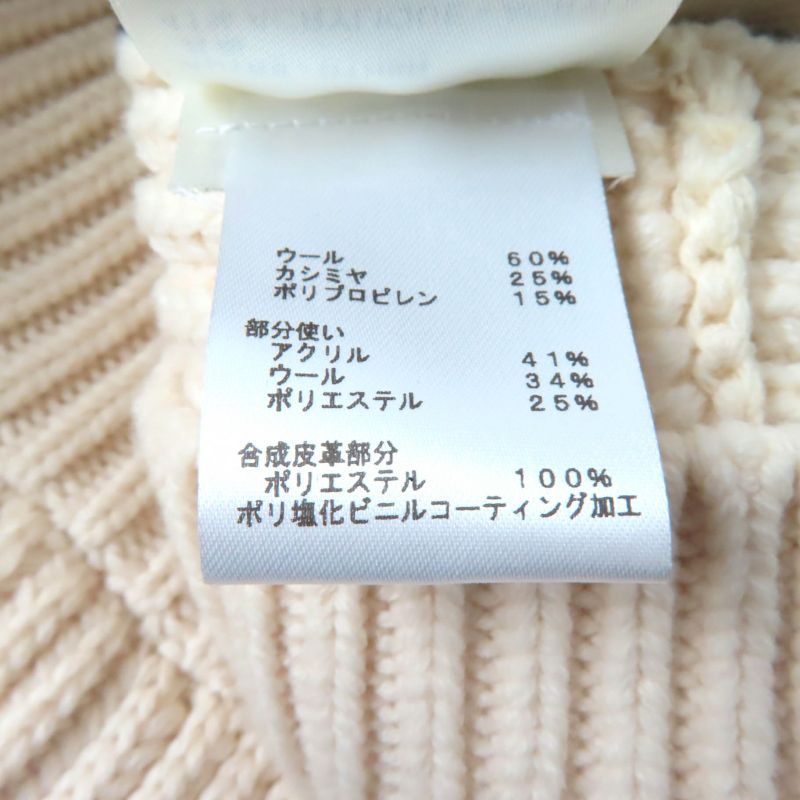 ウール 60%
カシミヤ 25%
ポリプロピレン 15%
部分使い
アクリル 41%
ウール 34%
ポリエステル 25%
合成皮革部分
ポリエステル 100%
ポリ塩化ビニルコーティング加工